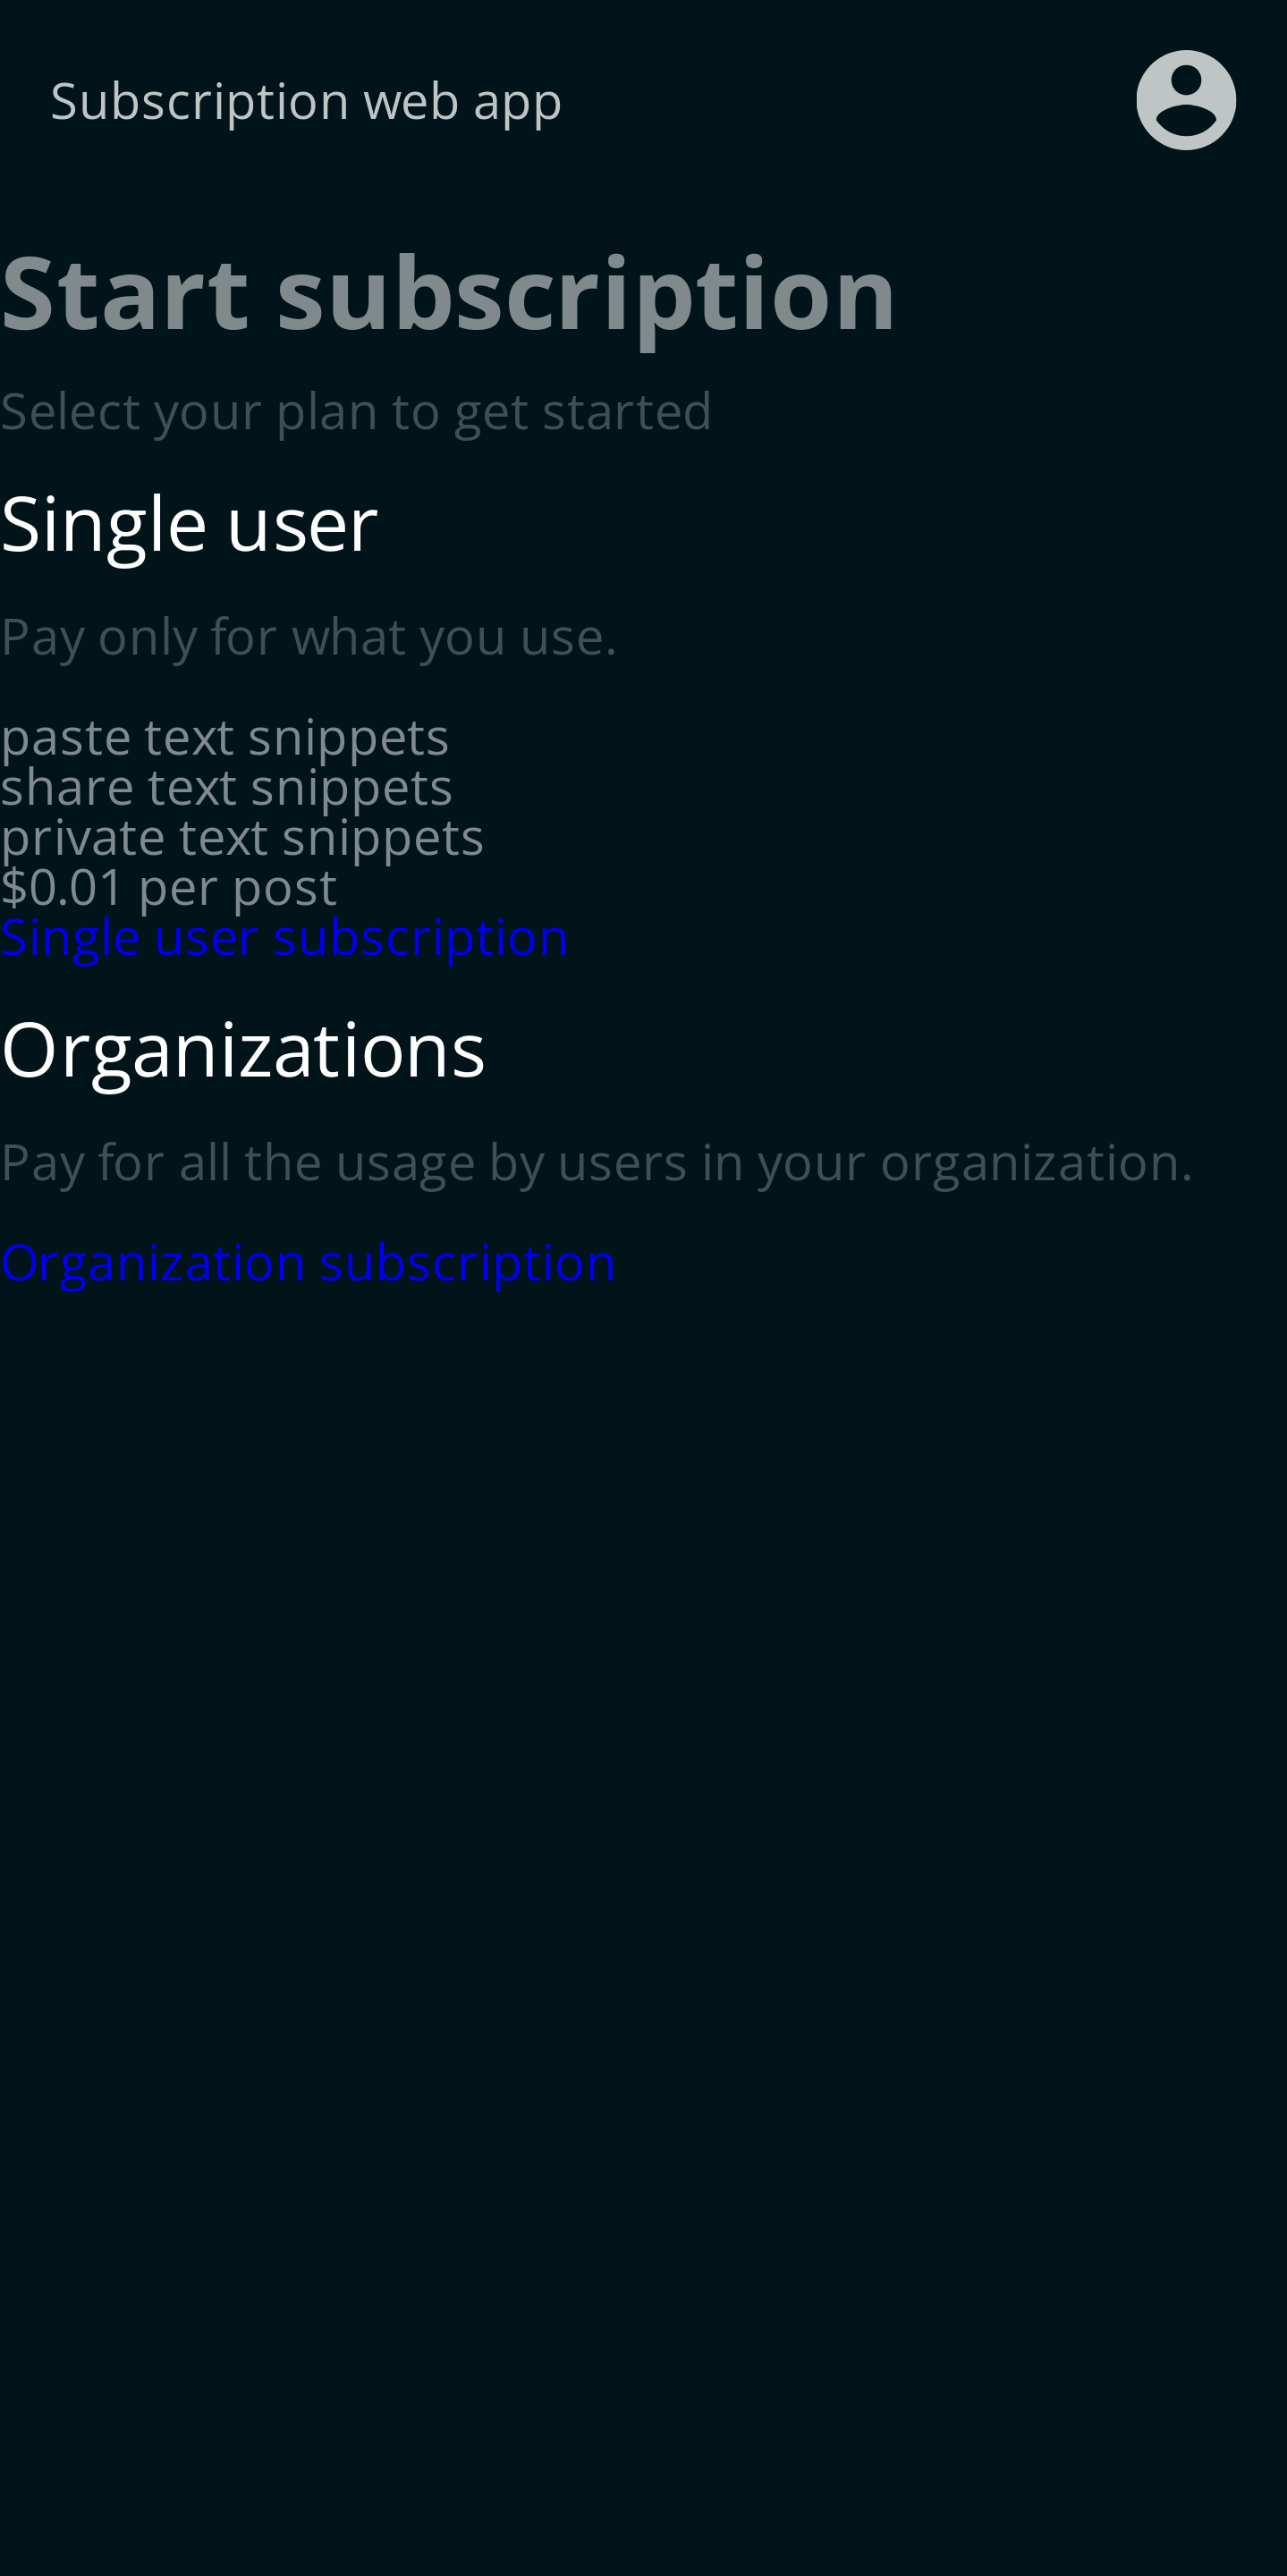 Subscription web app
Start subscription
Select your plan to get started
Single user
Pay only for what you use.
paste text snippets
share text snippets
private text snippets
$0.01 per post
Single user subscription
Organizations
Pay for all the usage by users in your organization.
Organization subscription